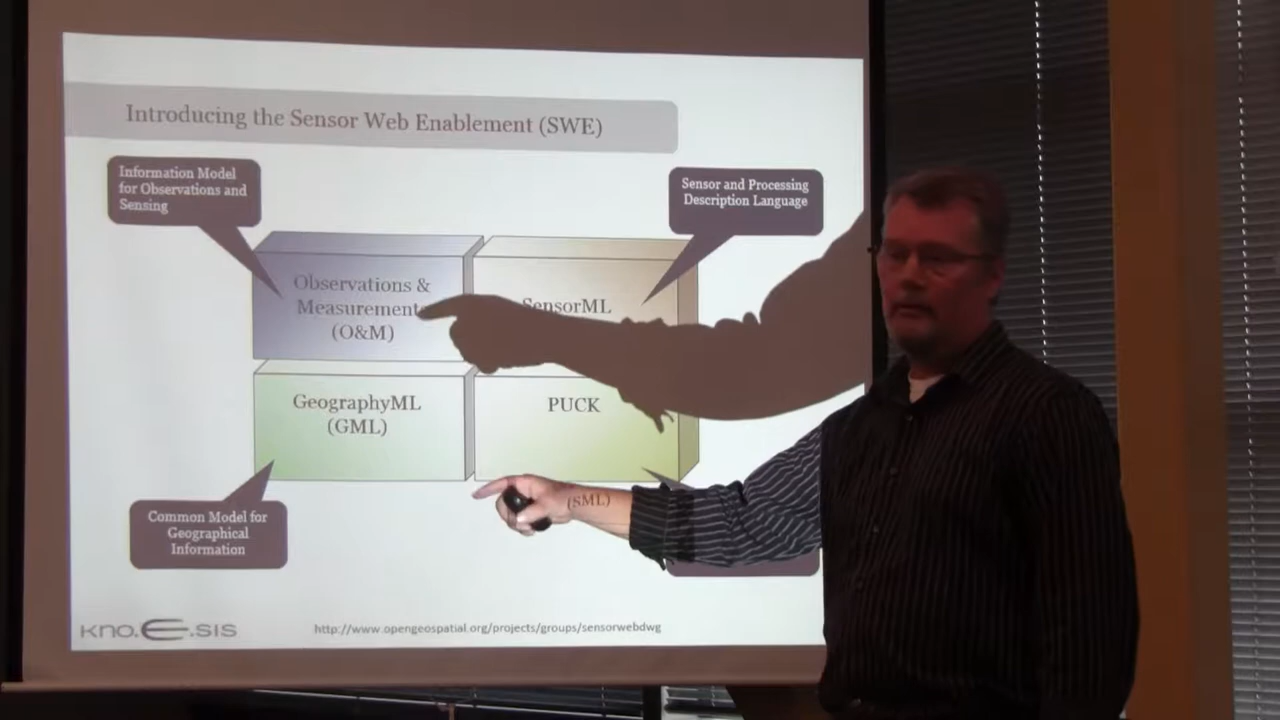 Introducing the Sensor Web Enablement (SWE)
Information Model
for Observations and
Sensing
Sensor and Processing
Description Language
Observations &
Measurement
(O&M)
SensorML
(SML)
GeographyML
(GML)
PUCK
Common Model for
Geographical
Information
kno.e.sis
http://www.opengeospatial.org/projects/groups/sensorwebdwg